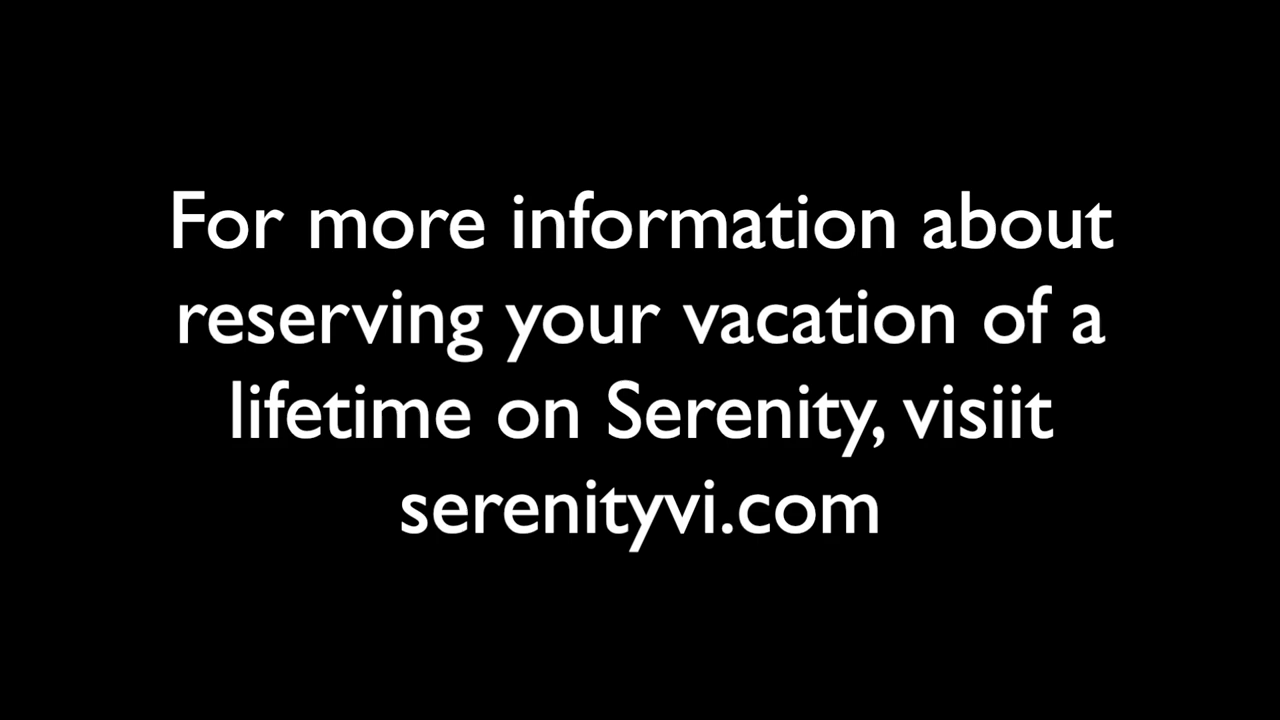 For more information about
reserving your vacation of a
lifetime on Serenity, visiit
serenityvi.com